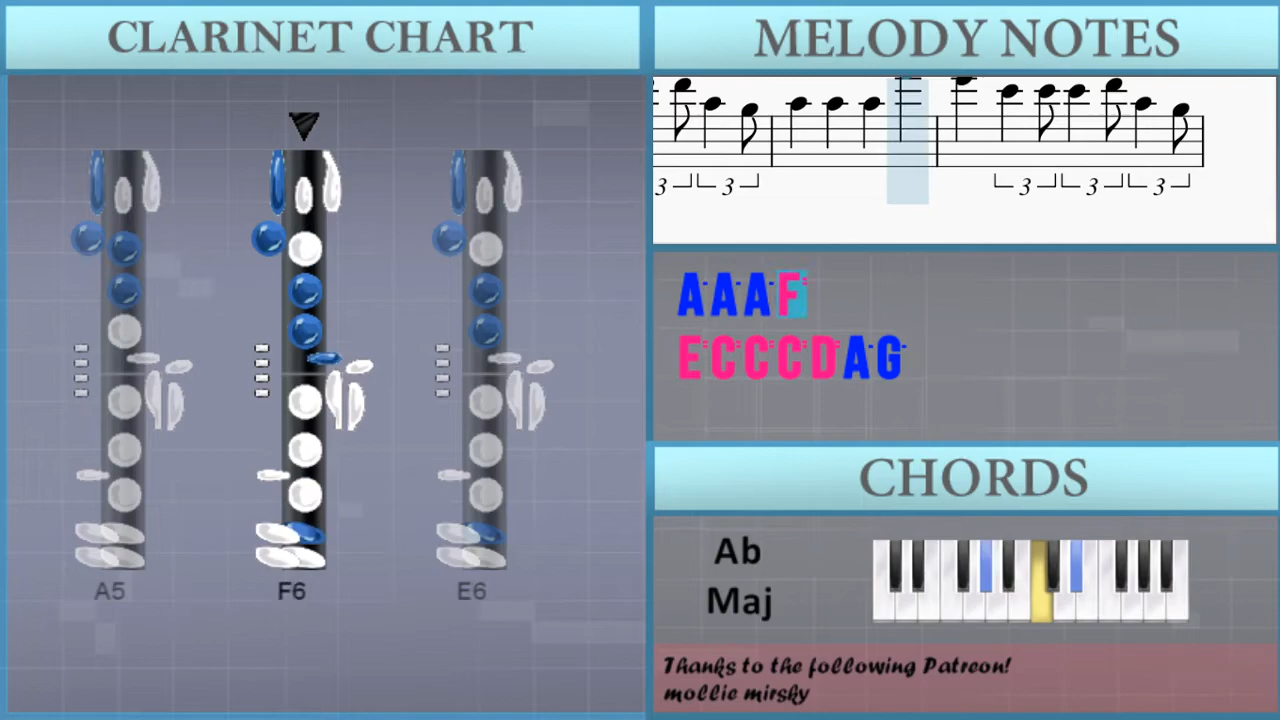 CLARINET CHART
A5
F6
E6
MELODY NOTES
3 3 3 3 3
AAAF
ECCCDAG
CHORDS
Ab
Maj
Thanks to the following Patreon!
mollie mirsky